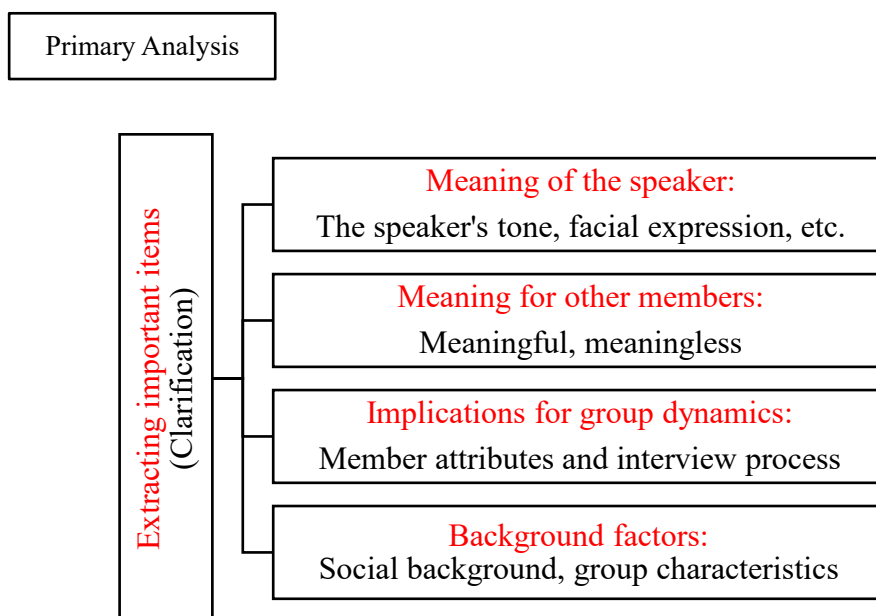 Primary Analysis
Extracting important items
(Clarification)
Meaning of the speaker:
The speaker's tone, facial expression, etc.
Meaning for other members:
Meaningful, meaningless
Implications for group dynamics:
Member attributes and interview process
Background factors:
Social background, group characteristics